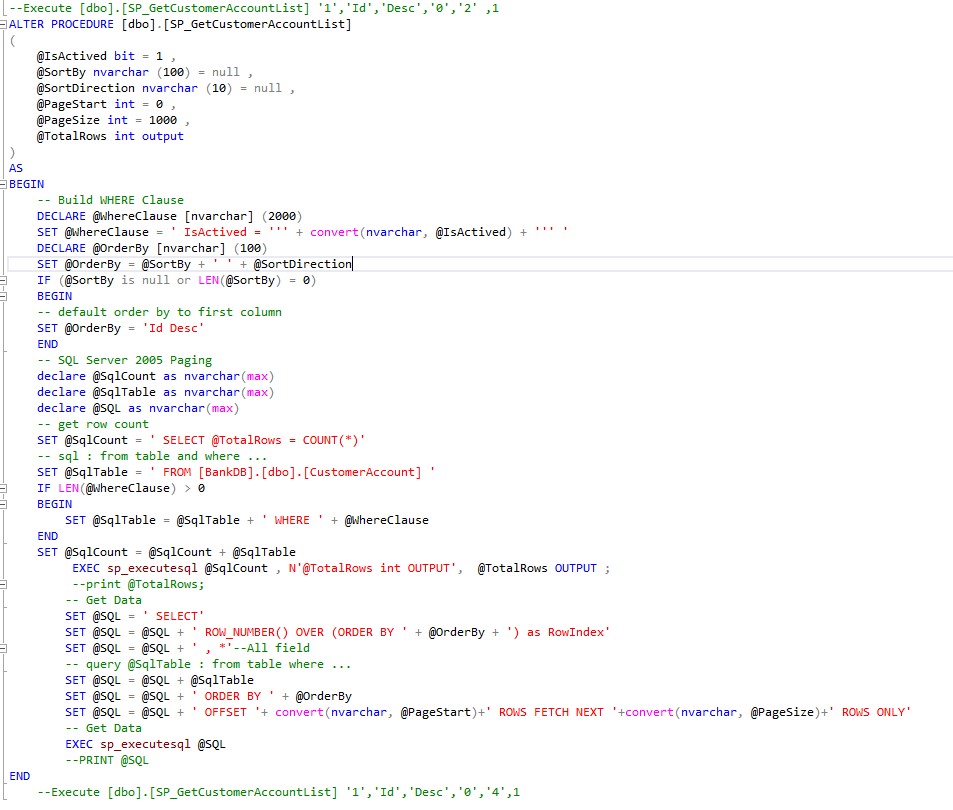 --Execute [dbo].[SP_GetCustomerAccountList] '1','Id','Desc','0','2' ,1
ALTER PROCEDURE [dbo].[SP_GetCustomerAccountList]
(
    @IsActived bit = 1 ,
    @SortBy nvarchar (100) = null ,
    @SortDirection nvarchar (10) = null ,
    @PageStart int = 0 ,
    @PageSize int = 1000 ,
    @TotalRows int output
)
AS
BEGIN
    -- Build WHERE Clause
    DECLARE @WhereClause [nvarchar] (2000)
    SET @WhereClause = ' IsActived = ''' + convert(nvarchar, @IsActived) + ''' '
    DECLARE @OrderBy [nvarchar] (100)
    SET @OrderBy = @SortBy + ' ' + @SortDirection
    IF (@SortBy is null or LEN(@SortBy) = 0)
    BEGIN
    -- default order by to first column
    SET @OrderBy = 'Id Desc'
    END
    -- SQL Server 2005 Paging
    declare @SqlCount as nvarchar(max)
    declare @SqlTable as nvarchar(max)
    declare @SQL as nvarchar(max)
    -- get row count
    SET @SqlCount = ' SELECT @TotalRows = COUNT(*)'
    -- sql : from table and where ...
    SET @SqlTable = ' FROM [BankDB].[dbo].[CustomerAccount] '
    IF LEN(@WhereClause) > 0
    BEGIN
        SET @SqlTable = @SqlTable + ' WHERE ' + @WhereClause
    END
    SET @SqlCount = @SqlCount + @SqlTable
         EXEC sp_executesql @SqlCount , N'@TotalRows int OUTPUT',  @TotalRows OUTPUT ;
         --print @TotalRows;
        -- Get Data
        SET @SQL = ' SELECT'
        SET @SQL = @SQL + ' ROW_NUMBER() OVER (ORDER BY ' + @OrderBy + ') as RowIndex'
        SET @SQL = @SQL + ' , *'--All field
        -- query @SqlTable : from table where ...
        SET @SQL = @SQL + @SqlTable
        SET @SQL = @SQL + ' ORDER BY ' + @OrderBy
        SET @SQL = @SQL + ' OFFSET '+ convert(nvarchar, @PageStart)+' ROWS FETCH NEXT '+convert(nvarchar, @PageSize)+' ROWS ONLY'
        -- Get Data
        EXEC sp_executesql @SQL
        --PRINT @SQL
END
    --Execute [dbo].[SP_GetCustomerAccountList] '1','Id','Desc','0','4',1